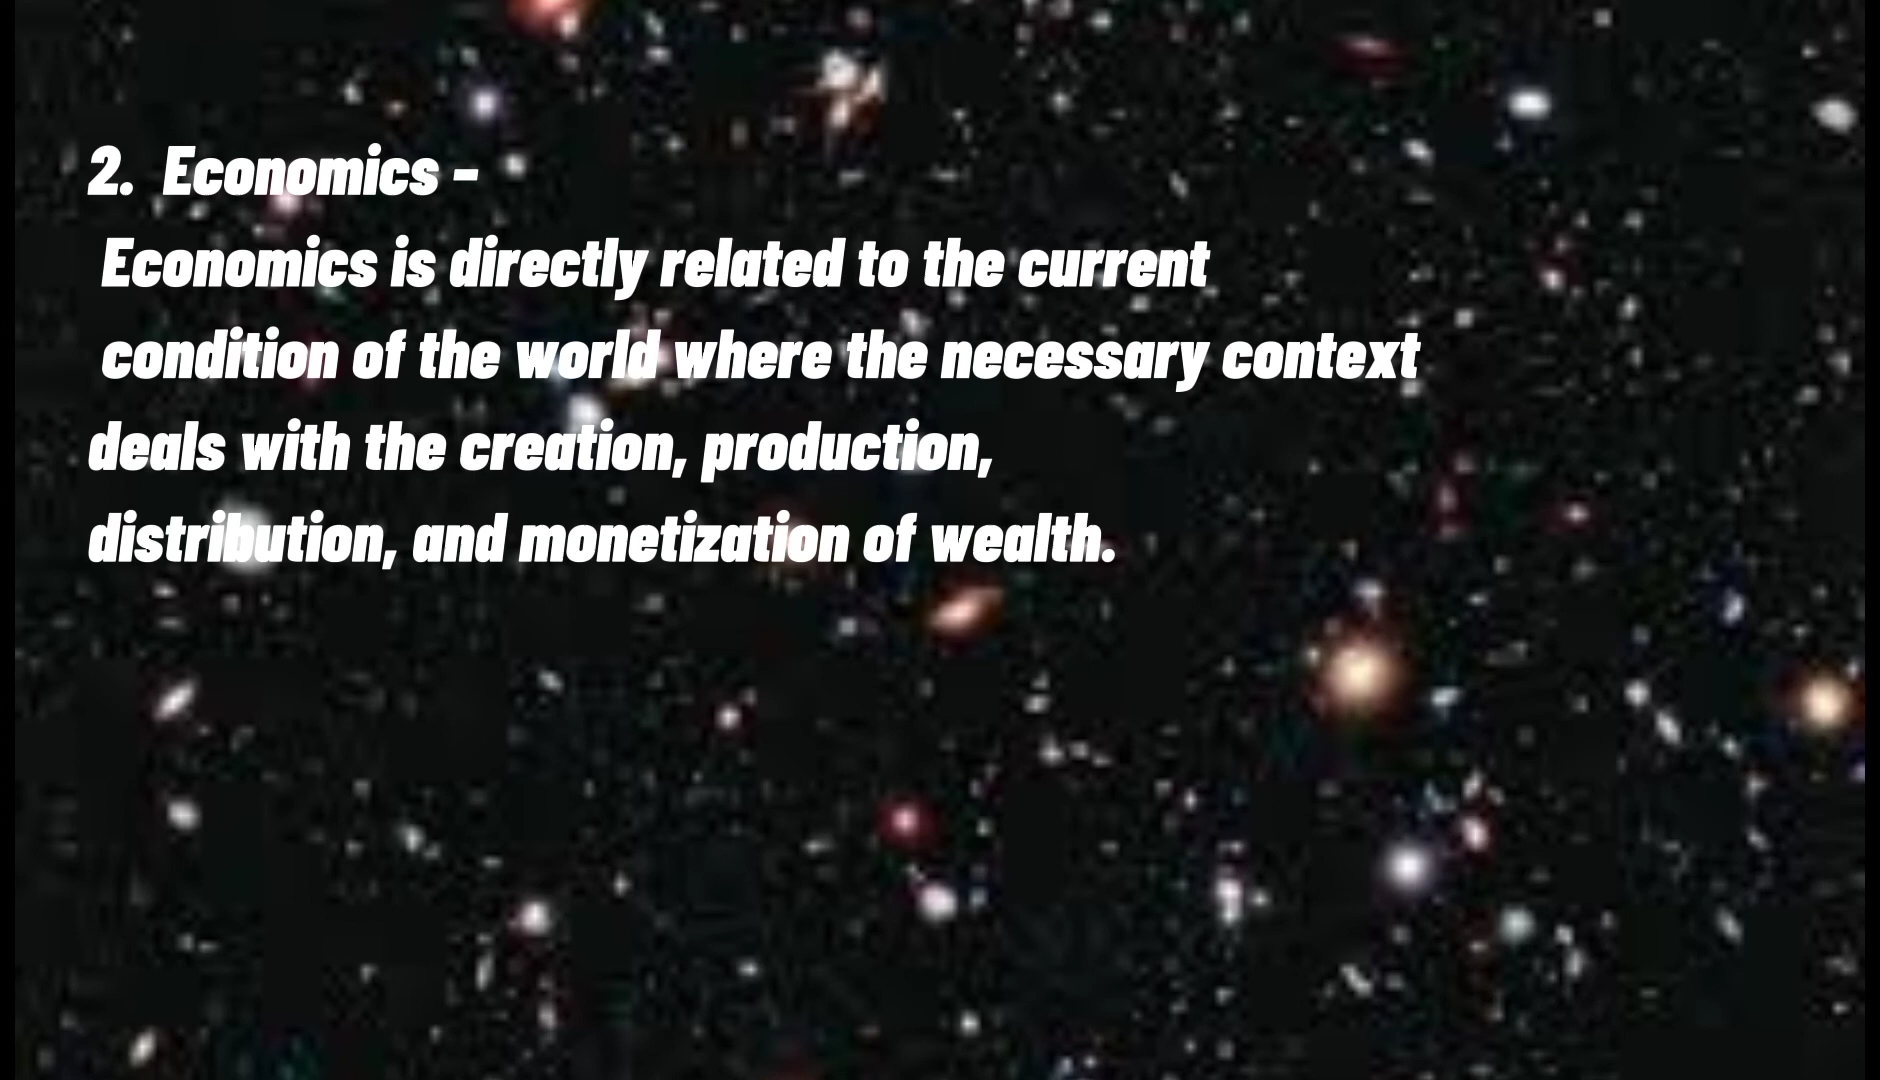 2. Economics -
Economics is directly related to the current
condition of the world where the necessary context
deals with the creation, production,
distribution, and monetization of wealth.